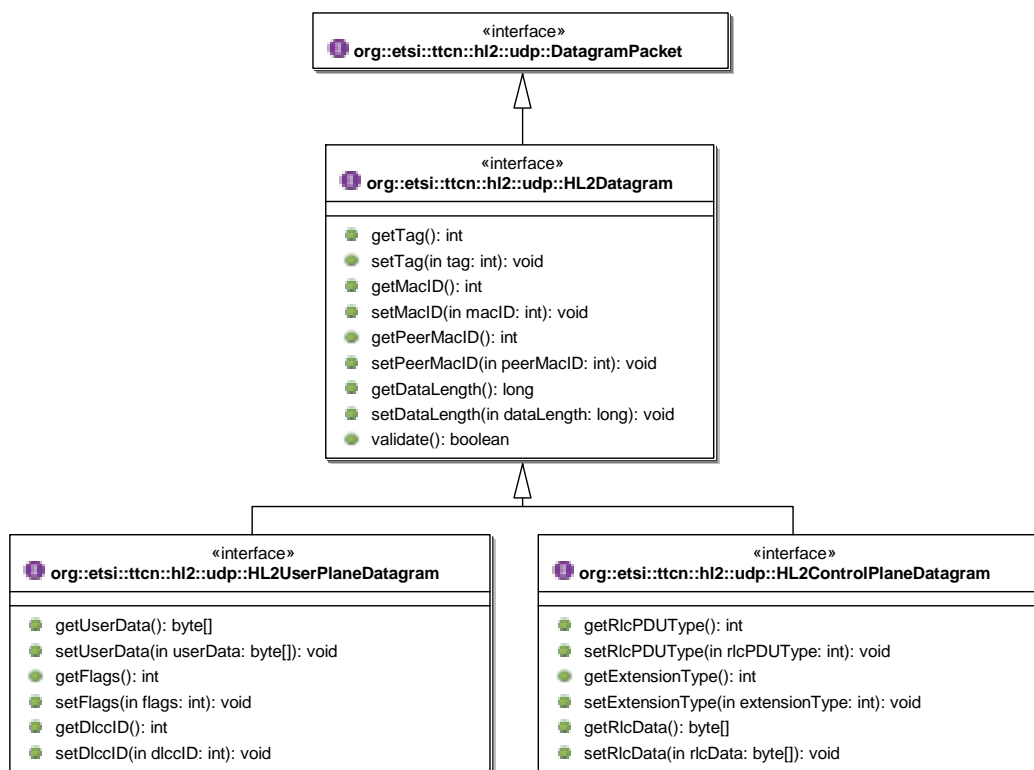 «interface»
org::etsi::ttcn::hl2::udp::DatagramPacket
«interface»
org::etsi::ttcn::hl2::udp::HL2Datagram
getTag(): int
setTag(in tag: int): void
getMacID(): int
setMacID(in macID: int): void
getPeerMacID(): int
setPeerMacID(in peerMacID: int): void
getDataLength(): long
setDataLength(in dataLength: long): void
validate(): boolean
«interface»
org::etsi::ttcn::hl2::udp::HL2UserPlaneDatagram
getUserData(): byte[]
setUserData(in userData: byte[]): void
getFlags(): int
setFlags(in flags: int): void
getDlccID(): int
setDlccID(in dlccID: int): void
«interface»
org::etsi::ttcn::hl2::udp::HL2ControlPlaneDatagram
getRlcPDUType(): int
setRlcPDUType(in rlcPDUType: int): void
getExtensionType(): int
setExtensionType(in extensionType: int): void
getRlcData(): byte[]
setRlcData(in rlcData: byte[]): void